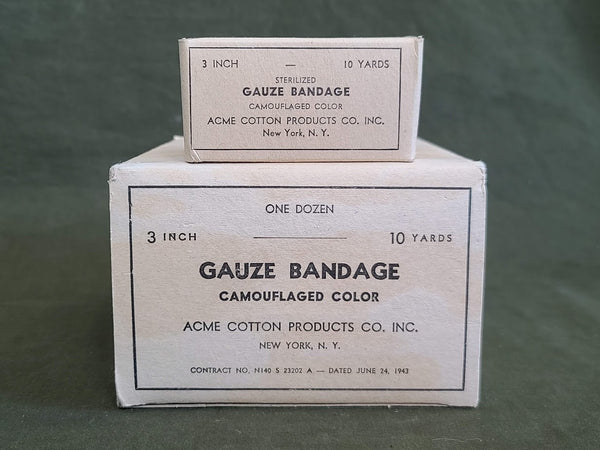 3 INCH — 10 YARDS
STERILIZED
GAUZE BANDAGE
CAMOUFLAGED COLOR
ACME COTTON PRODUCTS CO. INC.
New York, N. Y.
ONE DOZEN
3 INCH 10 YARDS
GAUZE BANDAGE
CAMOUFLAGED COLOR
ACME COTTON PRODUCTS CO. INC.
NEW YORK, N. Y.
CONTRACT NO. N140 S 23202 A — DATED JUNE 24, 1943